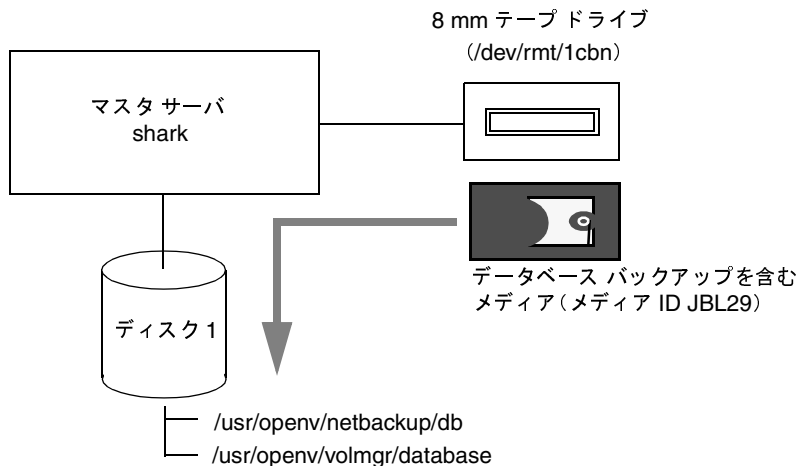 8 mm テープ ドライブ
(/dev/rmt/1cbn)
マスタ サーバ
shark
データベース バックアップを含む
メディア(メディア ID JBL29)
ディスク 1
/usr/openv/netbackup/db
/usr/openv/volmgr/database